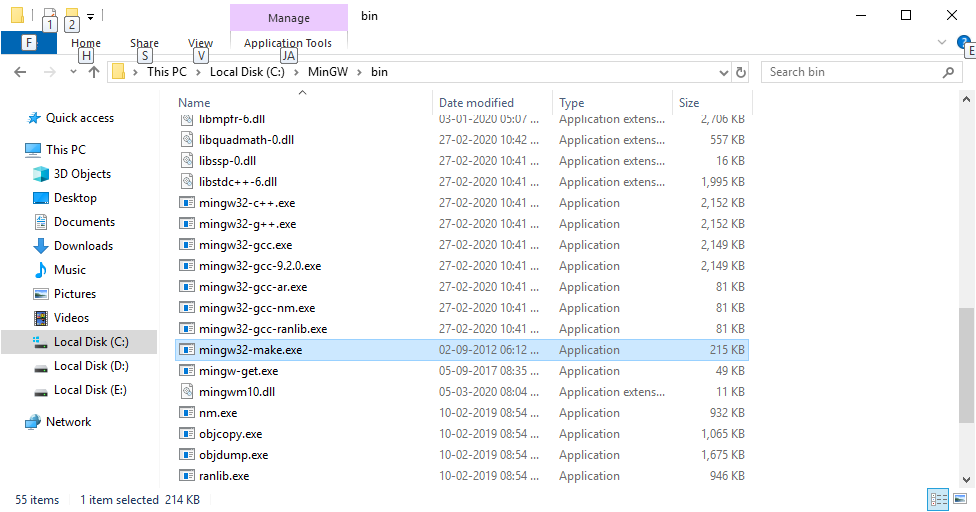 Manage
bin
1
2
F
Home
Share
View
Application Tools
H
S
V
JA
E
This PC
Local Disk (C:)
MinGW
bin
Search bin
Quick access
This PC
3D Objects
Desktop
Documents
Downloads
Music
Pictures
Videos
Local Disk (C:)
Local Disk (D:)
Local Disk (E:)
Network
Name Date modified Type Size
libmpfr-6.dll 03-01-2020 05:07 ... Application extens... 2,706 KB
libquadmath-0.dll 27-02-2020 10:42 ... Application extens... 557 KB
libssp-0.dll 27-02-2020 10:41 ... Application extens... 16 KB
libstdc++-6.dll 27-02-2020 10:41 ... Application extens... 1,995 KB
mingw32-c++.exe 27-02-2020 10:41 ... Application 2,152 KB
mingw32-g++.exe 27-02-2020 10:41 ... Application 2,152 KB
mingw32-gcc.exe 27-02-2020 10:41 ... Application 2,149 KB
mingw32-gcc-9.2.0.exe 27-02-2020 10:41 ... Application 2,149 KB
mingw32-gcc-ar.exe 27-02-2020 10:41 ... Application 81 KB
mingw32-gcc-nm.exe 27-02-2020 10:41 ... Application 81 KB
mingw32-gcc-ranlib.exe 27-02-2020 10:41 ... Application 81 KB
mingw32-make.exe 02-09-2012 06:12 ... Application 215 KB
mingw-get.exe 05-09-2017 08:35 ... Application 49 KB
mingwm10.dll 05-03-2020 08:04 ... Application extens... 11 KB
nm.exe 10-02-2019 08:54 ... Application 932 KB
objcopy.exe 10-02-2019 08:54 ... Application 1,065 KB
objdump.exe 10-02-2019 08:54 ... Application 1,675 KB
ranlib.exe 10-02-2019 08:54 ... Application 946 KB
55 items 1 item selected 214 KB